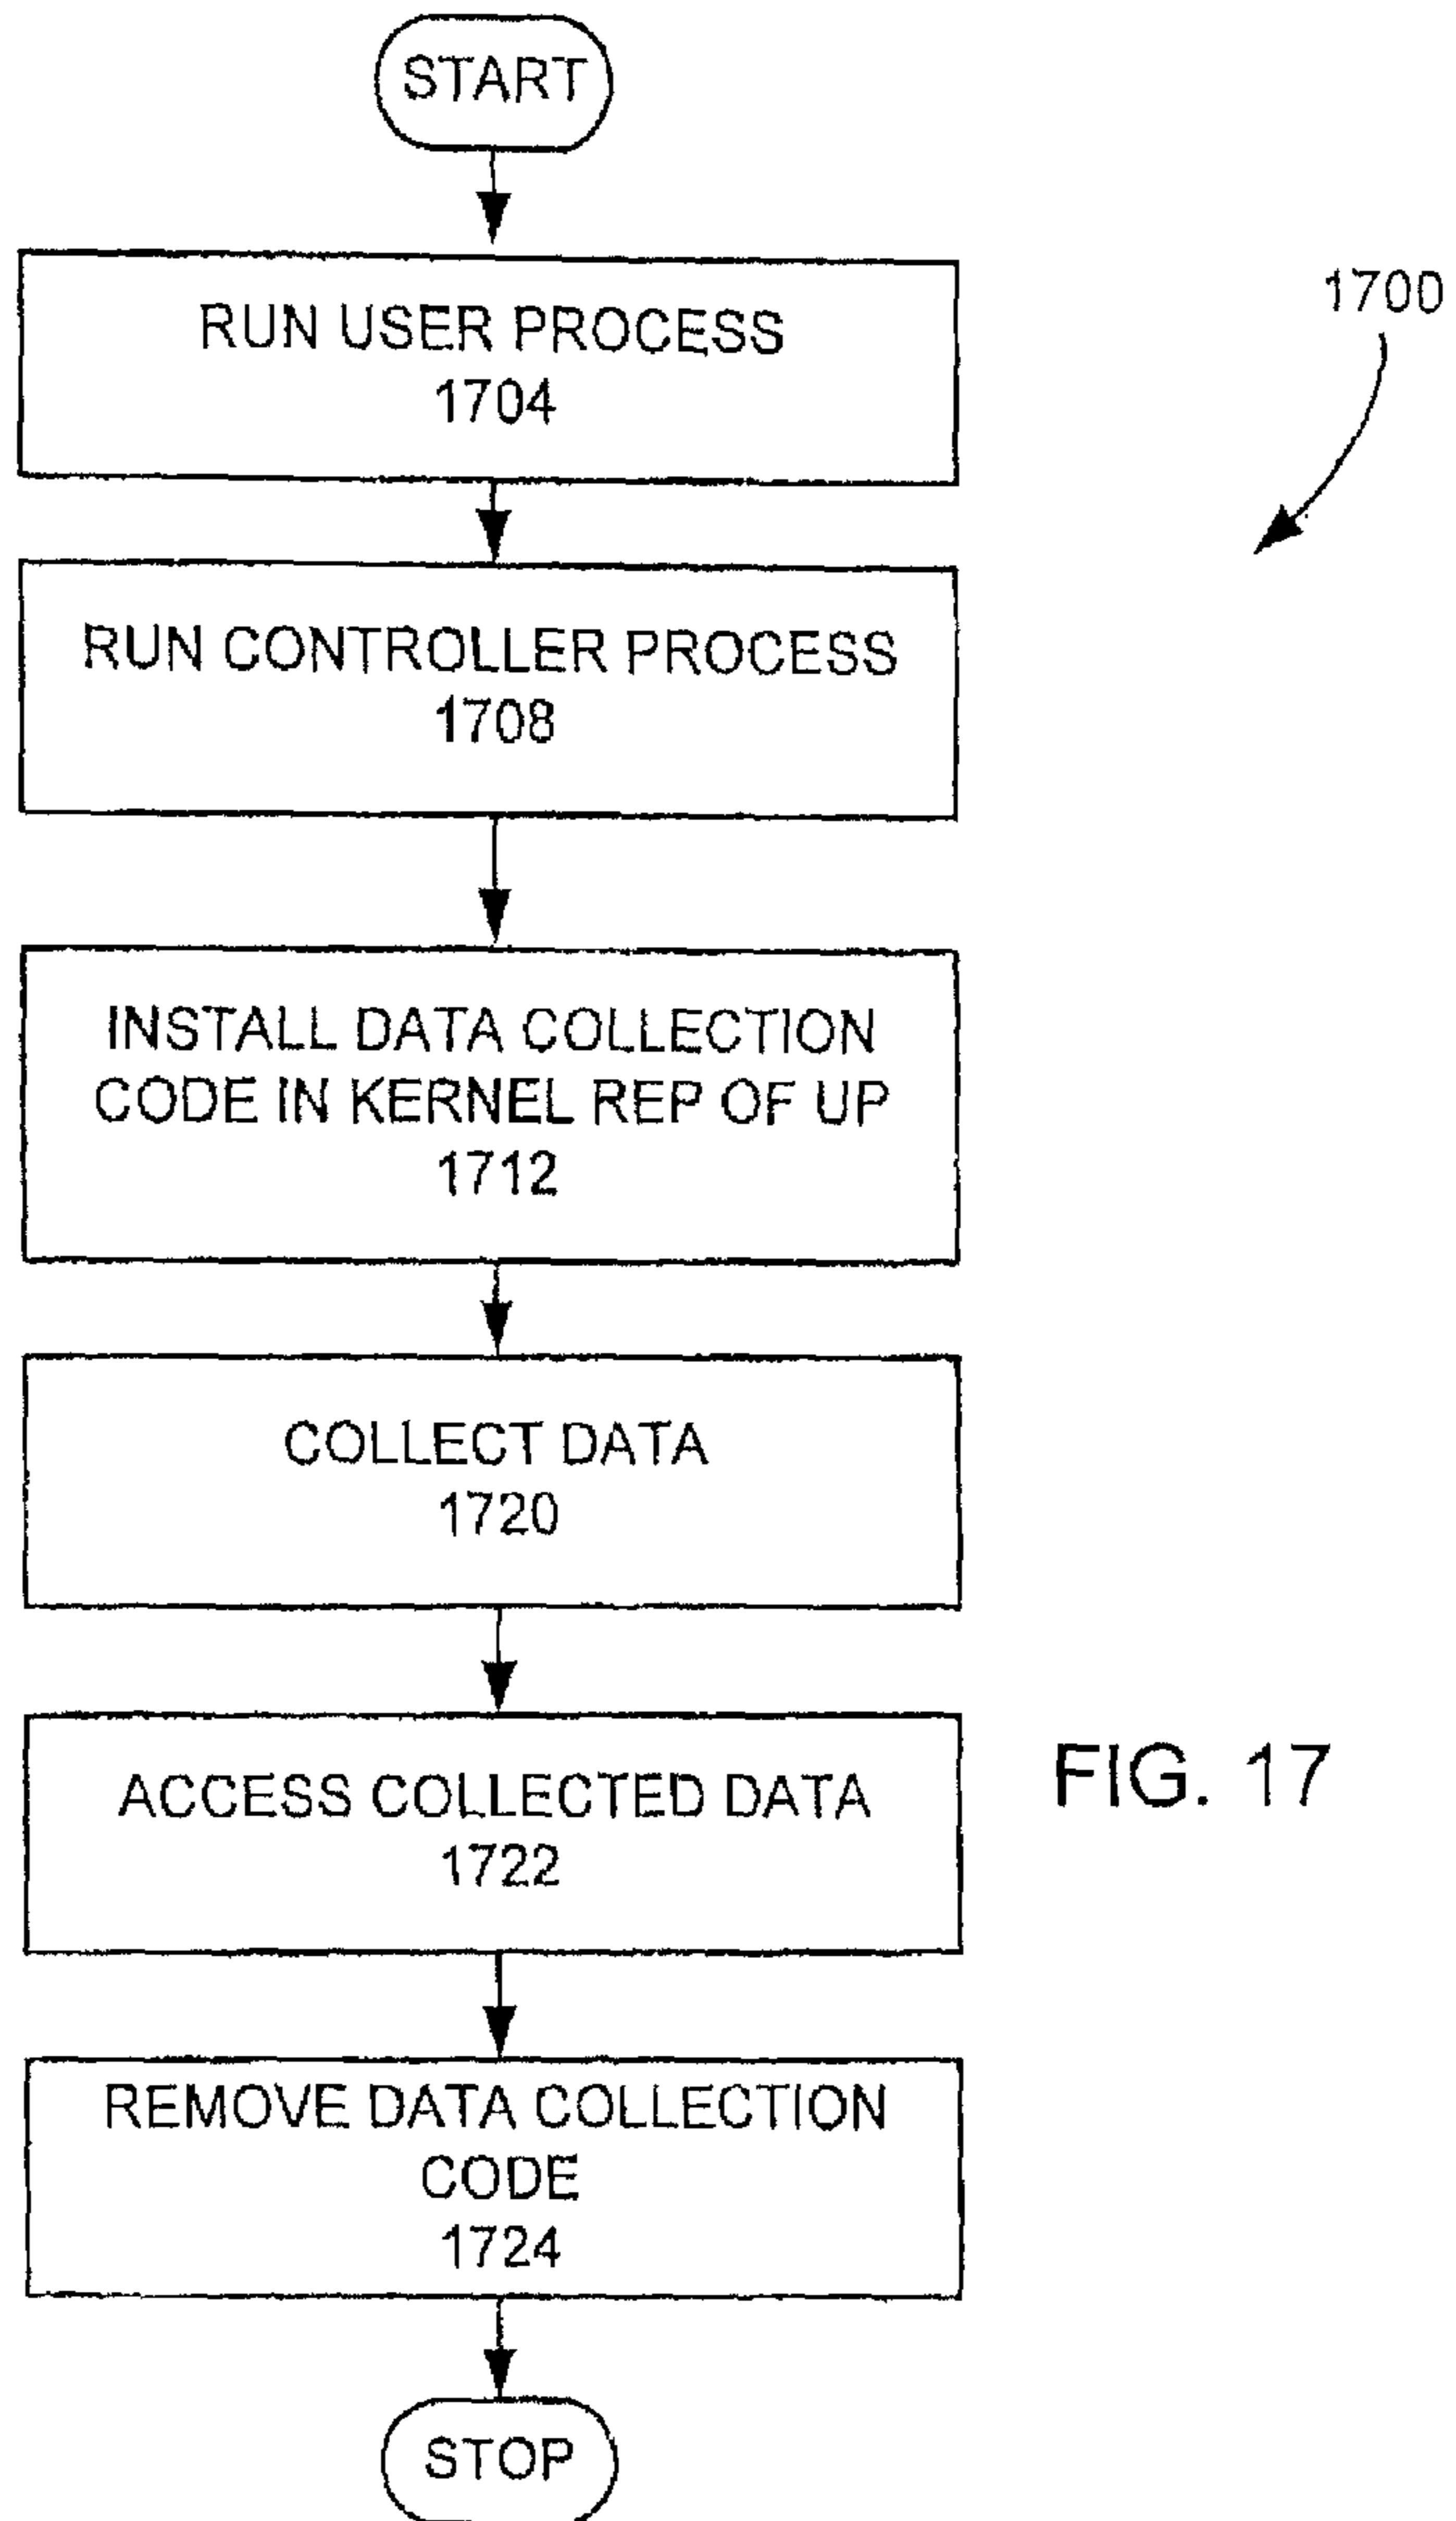 START
RUN USER PROCESS
1704
1700
RUN CONTROLLER PROCESS
1708
INSTALL DATA COLLECTION
CODE IN KERNEL REP OF UP
1712
COLLECT DATA
1720
ACCESS COLLECTED DATA
1722
FIG. 17
REMOVE DATA COLLECTION
CODE
1724
STOP